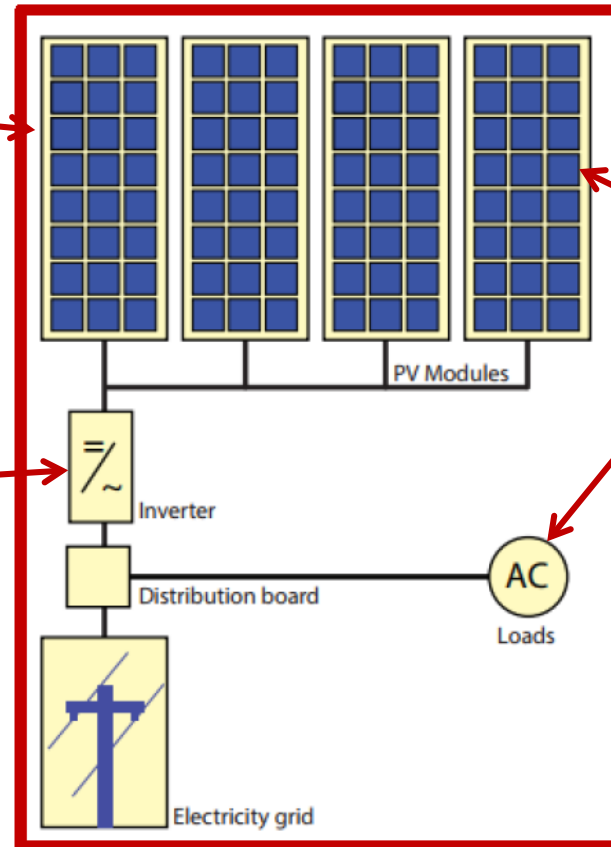 PV Modules
=
~
Inverter
Distribution board
AC
Loads
Electricity grid